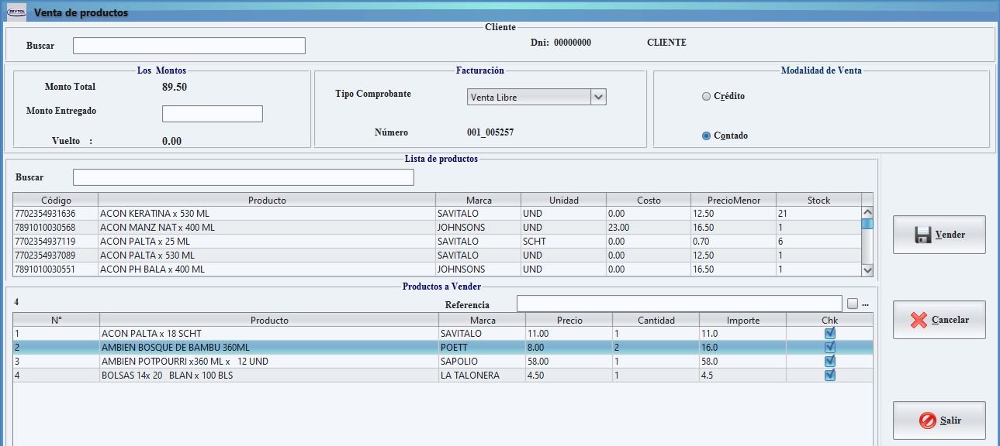 ZEYTOL Venta de productos
Cliente
Buscar Dni: 00000000 CLIENTE
Los Montos Facturación Modalidad de Venta
Monto Total 89.50
Tipo Comprobante Venta Libre Crédito
Monto Entregado
Número 001_005257 Contado
Vuelto : 0.00
Lista de productos
Buscar
Código Producto Marca Unidad Costo PrecioMenor Stock
7702354931636 ACON KERATINA x 530 ML SAVITALO UND 0.00 12.50 21
7891010030568 ACON MANZ NAT x 400 ML JOHNSONS UND 23.00 16.50 1
7702354937119 ACON PALTA x 25 ML SAVITALO SCHT 0.00 0.70 6
7702354937089 ACON PALTA x 530 ML SAVITALO UND 0.00 12.50 1
7891010030551 ACON PH BALA x 400 ML JOHNSONS UND 0.00 16.50 1
Vender
Productos a Vender
4 Referencia ...
N° Producto Marca Precio Cantidad Importe Chk
1 ACON PALTA x 18 SCHT SAVITALO 11.00 1 11.0
2 AMBIEN BOSQUE DE BAMBU 360ML POETT 8.00 2 16.0
3 AMBIEN POTPOURRI x360 ML x 12 UND SAPOLIO 58.00 1 58.0
4 BOLSAS 14x 20 BLAN x 100 BLS LA TALONERA 4.50 1 4.5
Cancelar
Salir